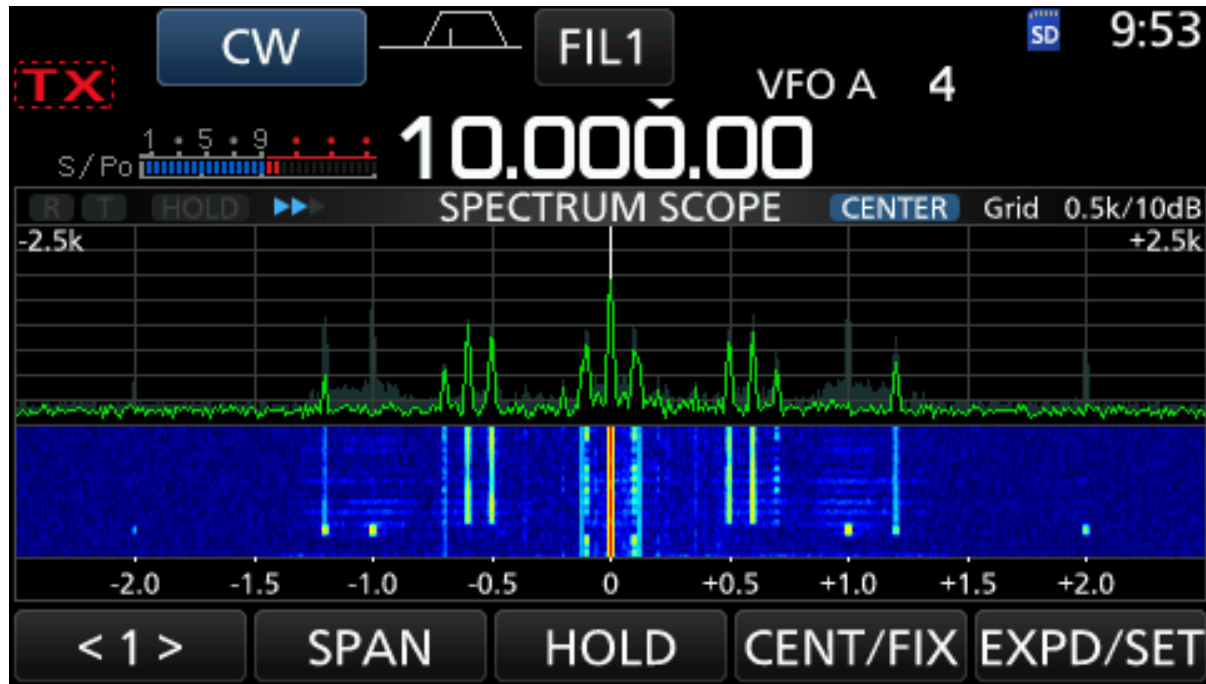 CW FIL1 SD 9:53
TX VFO A 4
10.000.00
1 • 5 • 9 • • •
S/Po
R T HOLD SPECTRUM SCOPE CENTER Grid 0.5k/10dB
-2.5k +2.5k
-2.0 -1.5 -1.0 -0.5 0 +0.5 +1.0 +1.5 +2.0
< 1 > SPAN HOLD CENT/FIX EXPD/SET